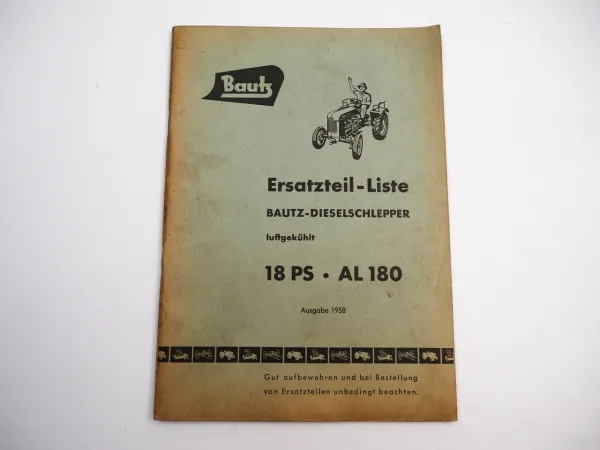 Bautz
Ersatzteil-Liste
BAUTZ-DIESELSCHLEPPER
luftgekühlt
18 PS • AL 180
Ausgabe 1958
Gut aufbewahren und bei Bestellung
von Ersatzteilen unbedingt beachten.